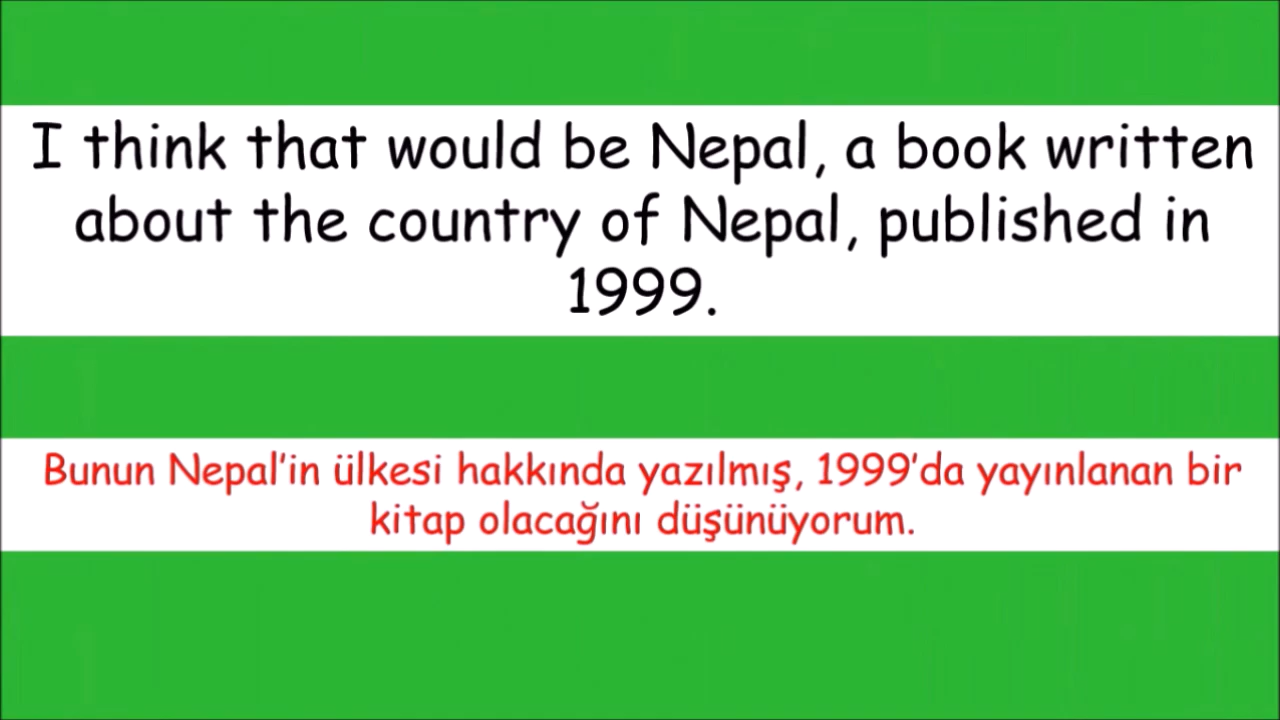 I think that would be Nepal, a book written
about the country of Nepal, published in
1999.
Bunun Nepal'in ülkesi hakkında yazılmış, 1999'da yayınlanan bir
kitap olacağını düşünüyorum.